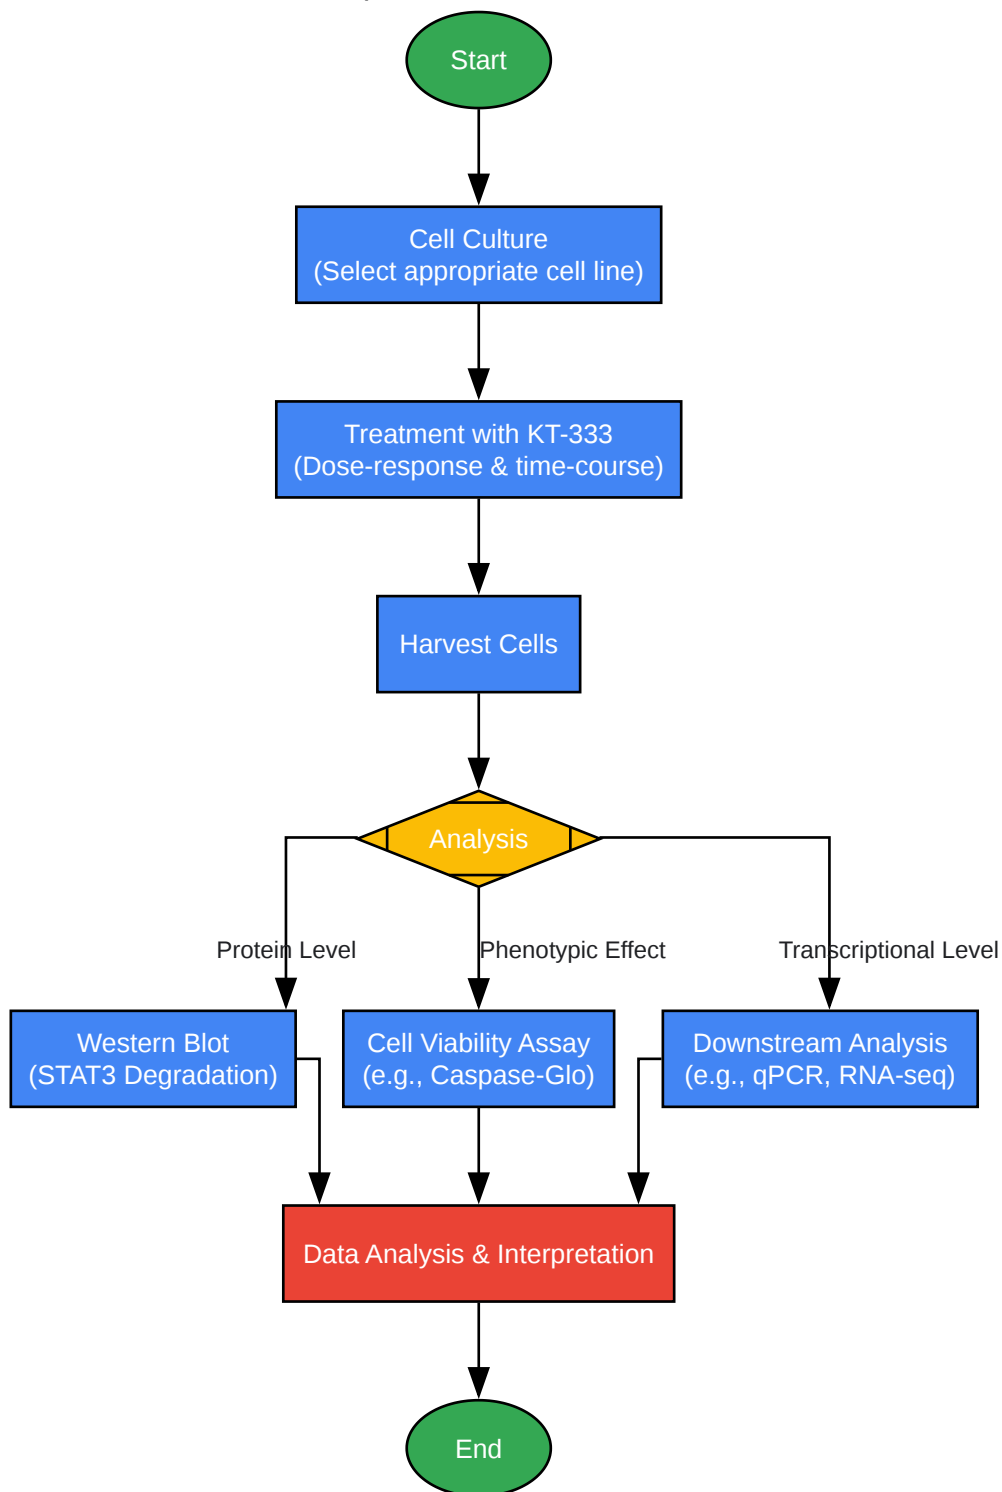 Start
Cell Culture
(Select appropriate cell line)
Treatment with KT-333
(Dose-response & time-course)
Harvest Cells
Analysis
Protein Level
Phenotypic Effect
Transcriptional Level
Western Blot
(STAT3 Degradation)
Cell Viability Assay
(e.g., Caspase-Glo)
Downstream Analysis
(e.g., qPCR, RNA-seq)
Data Analysis & Interpretation
End